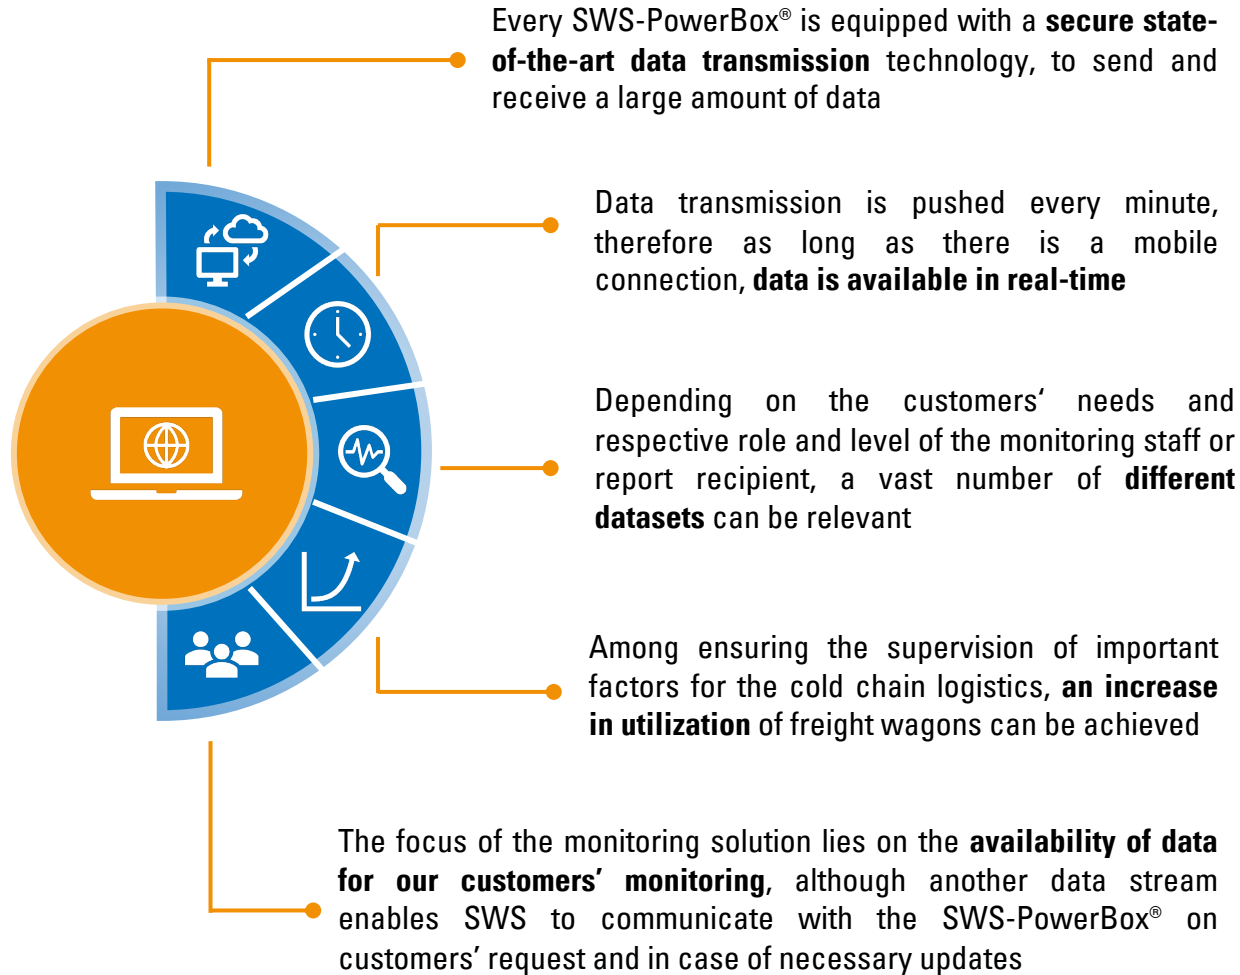 Every SWS-PowerBox® is equipped with a secure state-
of-the-art data transmission technology, to send and
receive a large amount of data
Data transmission is pushed every minute,
therefore as long as there is a mobile
connection, data is available in real-time
Depending on the customers‘ needs and
respective role and level of the monitoring staff or
report recipient, a vast number of different
datasets can be relevant
Among ensuring the supervision of important
factors for the cold chain logistics, an increase
in utilization of freight wagons can be achieved
The focus of the monitoring solution lies on the availability of data
for our customers’ monitoring, although another data stream
enables SWS to communicate with the SWS-PowerBox® on
customers’ request and in case of necessary updates